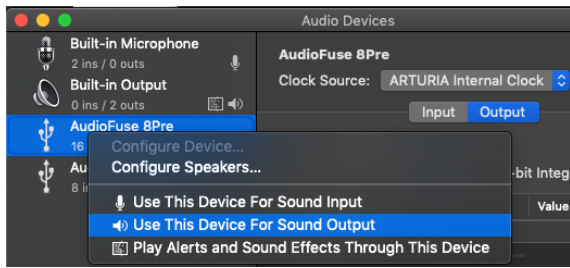 Audio Devices
Built-in Microphone
2 ins / 0 outs
Built-in Output
0 ins / 2 outs
AudioFuse 8Pre
16
Au
8 i
AudioFuse 8Pre
Clock Source: ARTURIA Internal Clock
Input Output
-bit Integ
Value
Configure Device...
Configure Speakers...
Use This Device For Sound Input
Use This Device For Sound Output
Play Alerts and Sound Effects Through This Device